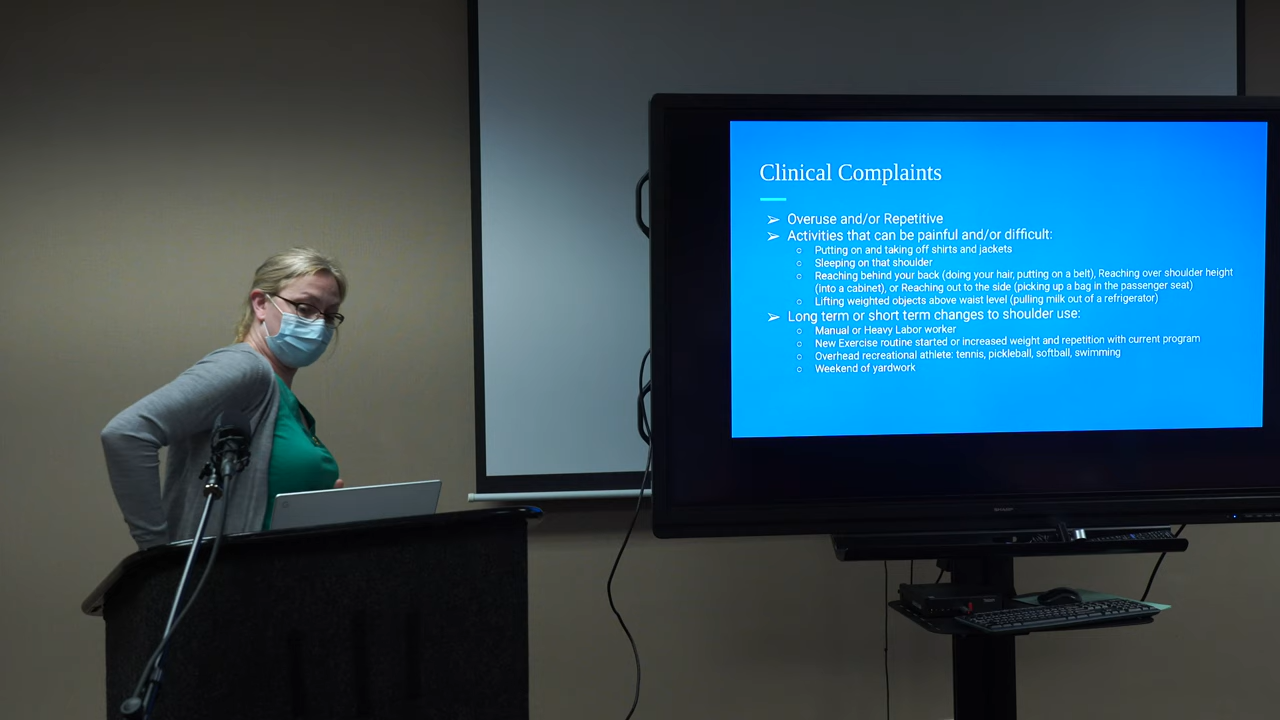 Clinical Complaints
➢ Overuse and/or Repetitive
➢ Activities that can be painful and/or difficult:
○ Putting on and taking off shirts and jackets
○ Sleeping on that shoulder
○ Reaching behind your back (doing your hair, putting on a belt), Reaching over shoulder height
(into a cabinet), or Reaching out to the side (picking up a bag in the passenger seat)
○ Lifting weighted objects above waist level (pulling milk out of a refrigerator)
➢ Long term or short term changes to shoulder use:
○ Manual or Heavy Labor worker
○ New Exercise routine started or increased weight and repetition with current program
○ Overhead recreational athlete: tennis, pickleball, softball, swimming
○ Weekend of yardwork
SHARP